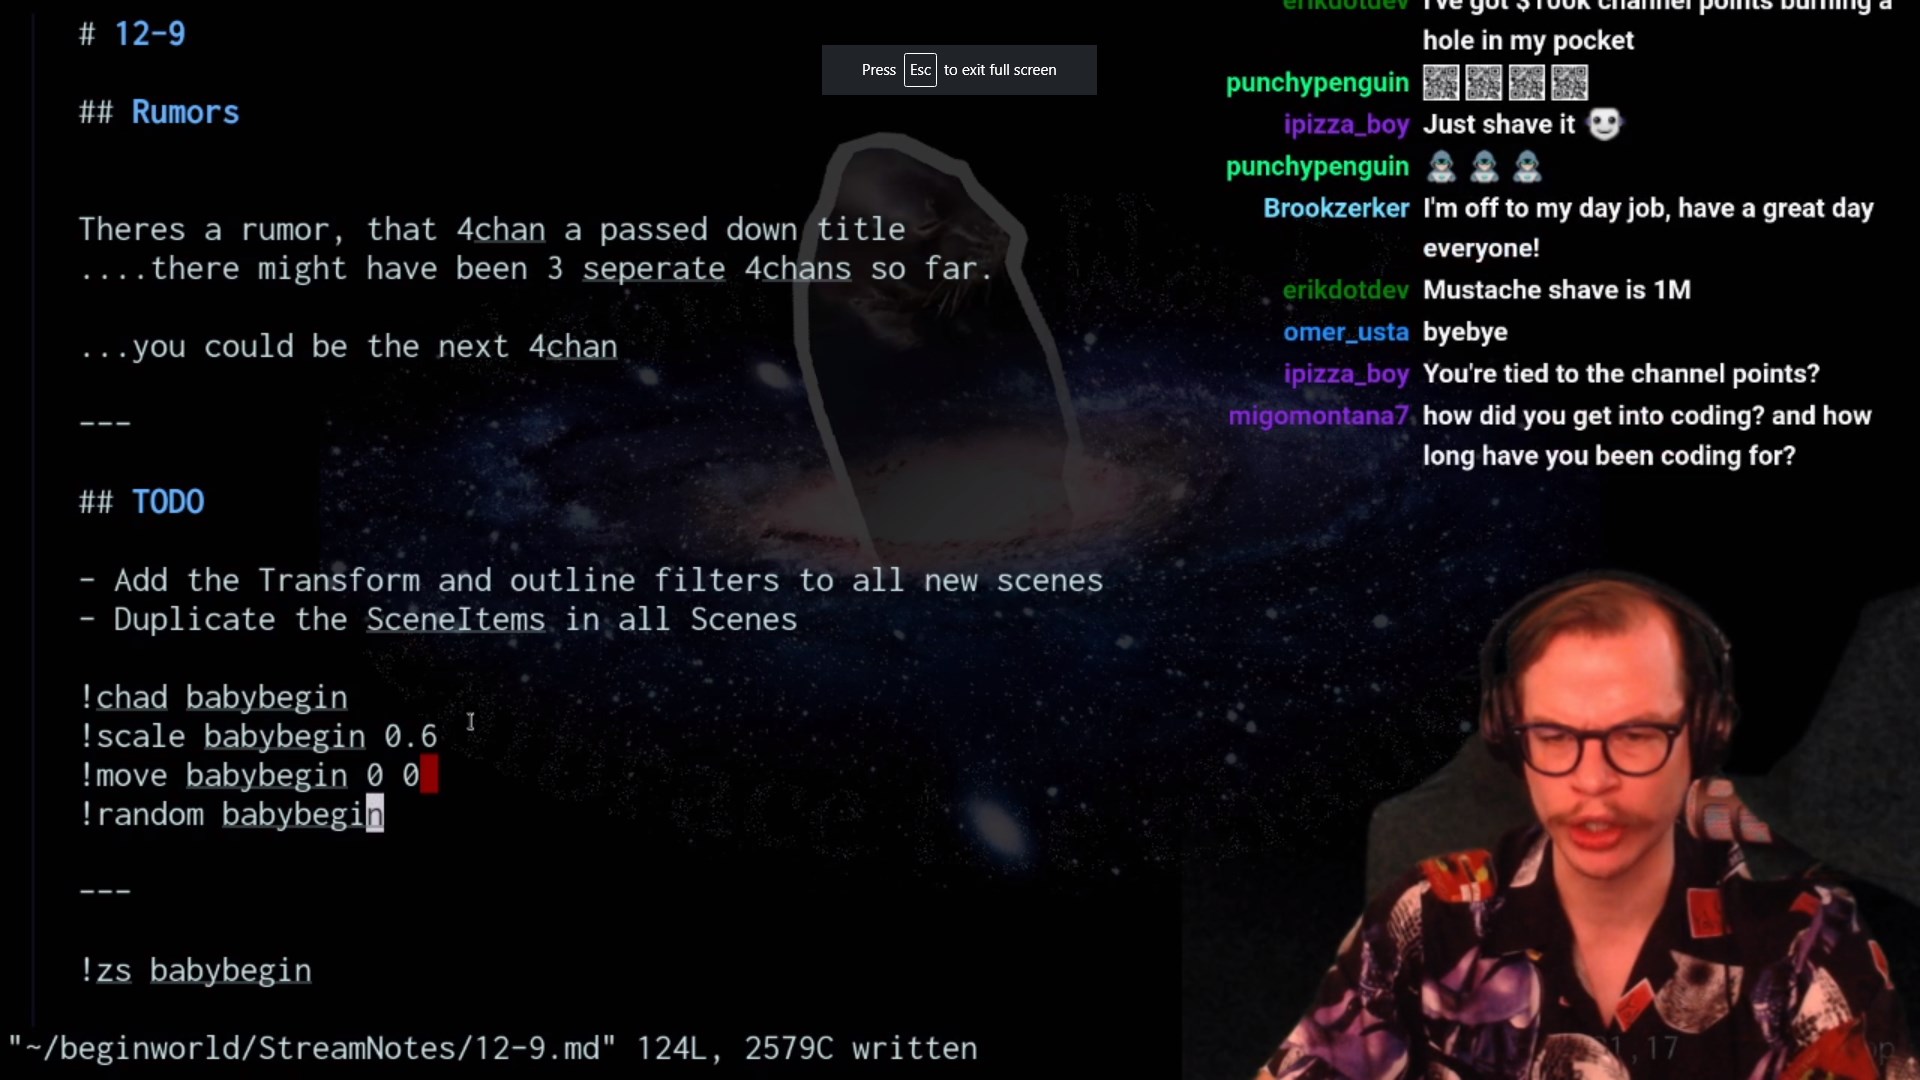 # 12-9
## Rumors
Theres a rumor, that 4chan a passed down title
....there might have been 3 seperate 4chans so far.
...you could be the next 4chan
---
## TODO
- Add the Transform and outline filters to all new scenes
- Duplicate the SceneItems in all Scenes
!chad babybegin
!scale babybegin 0.6
!move babybegin 0 0
!random babybegin
---
!zs babybegin
"~/beginworld/StreamNotes/12-9.md" 124L, 2579C written
Press Esc to exit full screen
erikdotdev I've got $100k channel points burning a
hole in my pocket
punchypenguin
ipizza_boy Just shave it
punchypenguin
Brookzerker I'm off to my day job, have a great day
everyone!
erikdotdev Mustache shave is 1M
omer_usta byebye
ipizza_boy You're tied to the channel points?
migomontana7 how did you get into coding? and how
long have you been coding for?